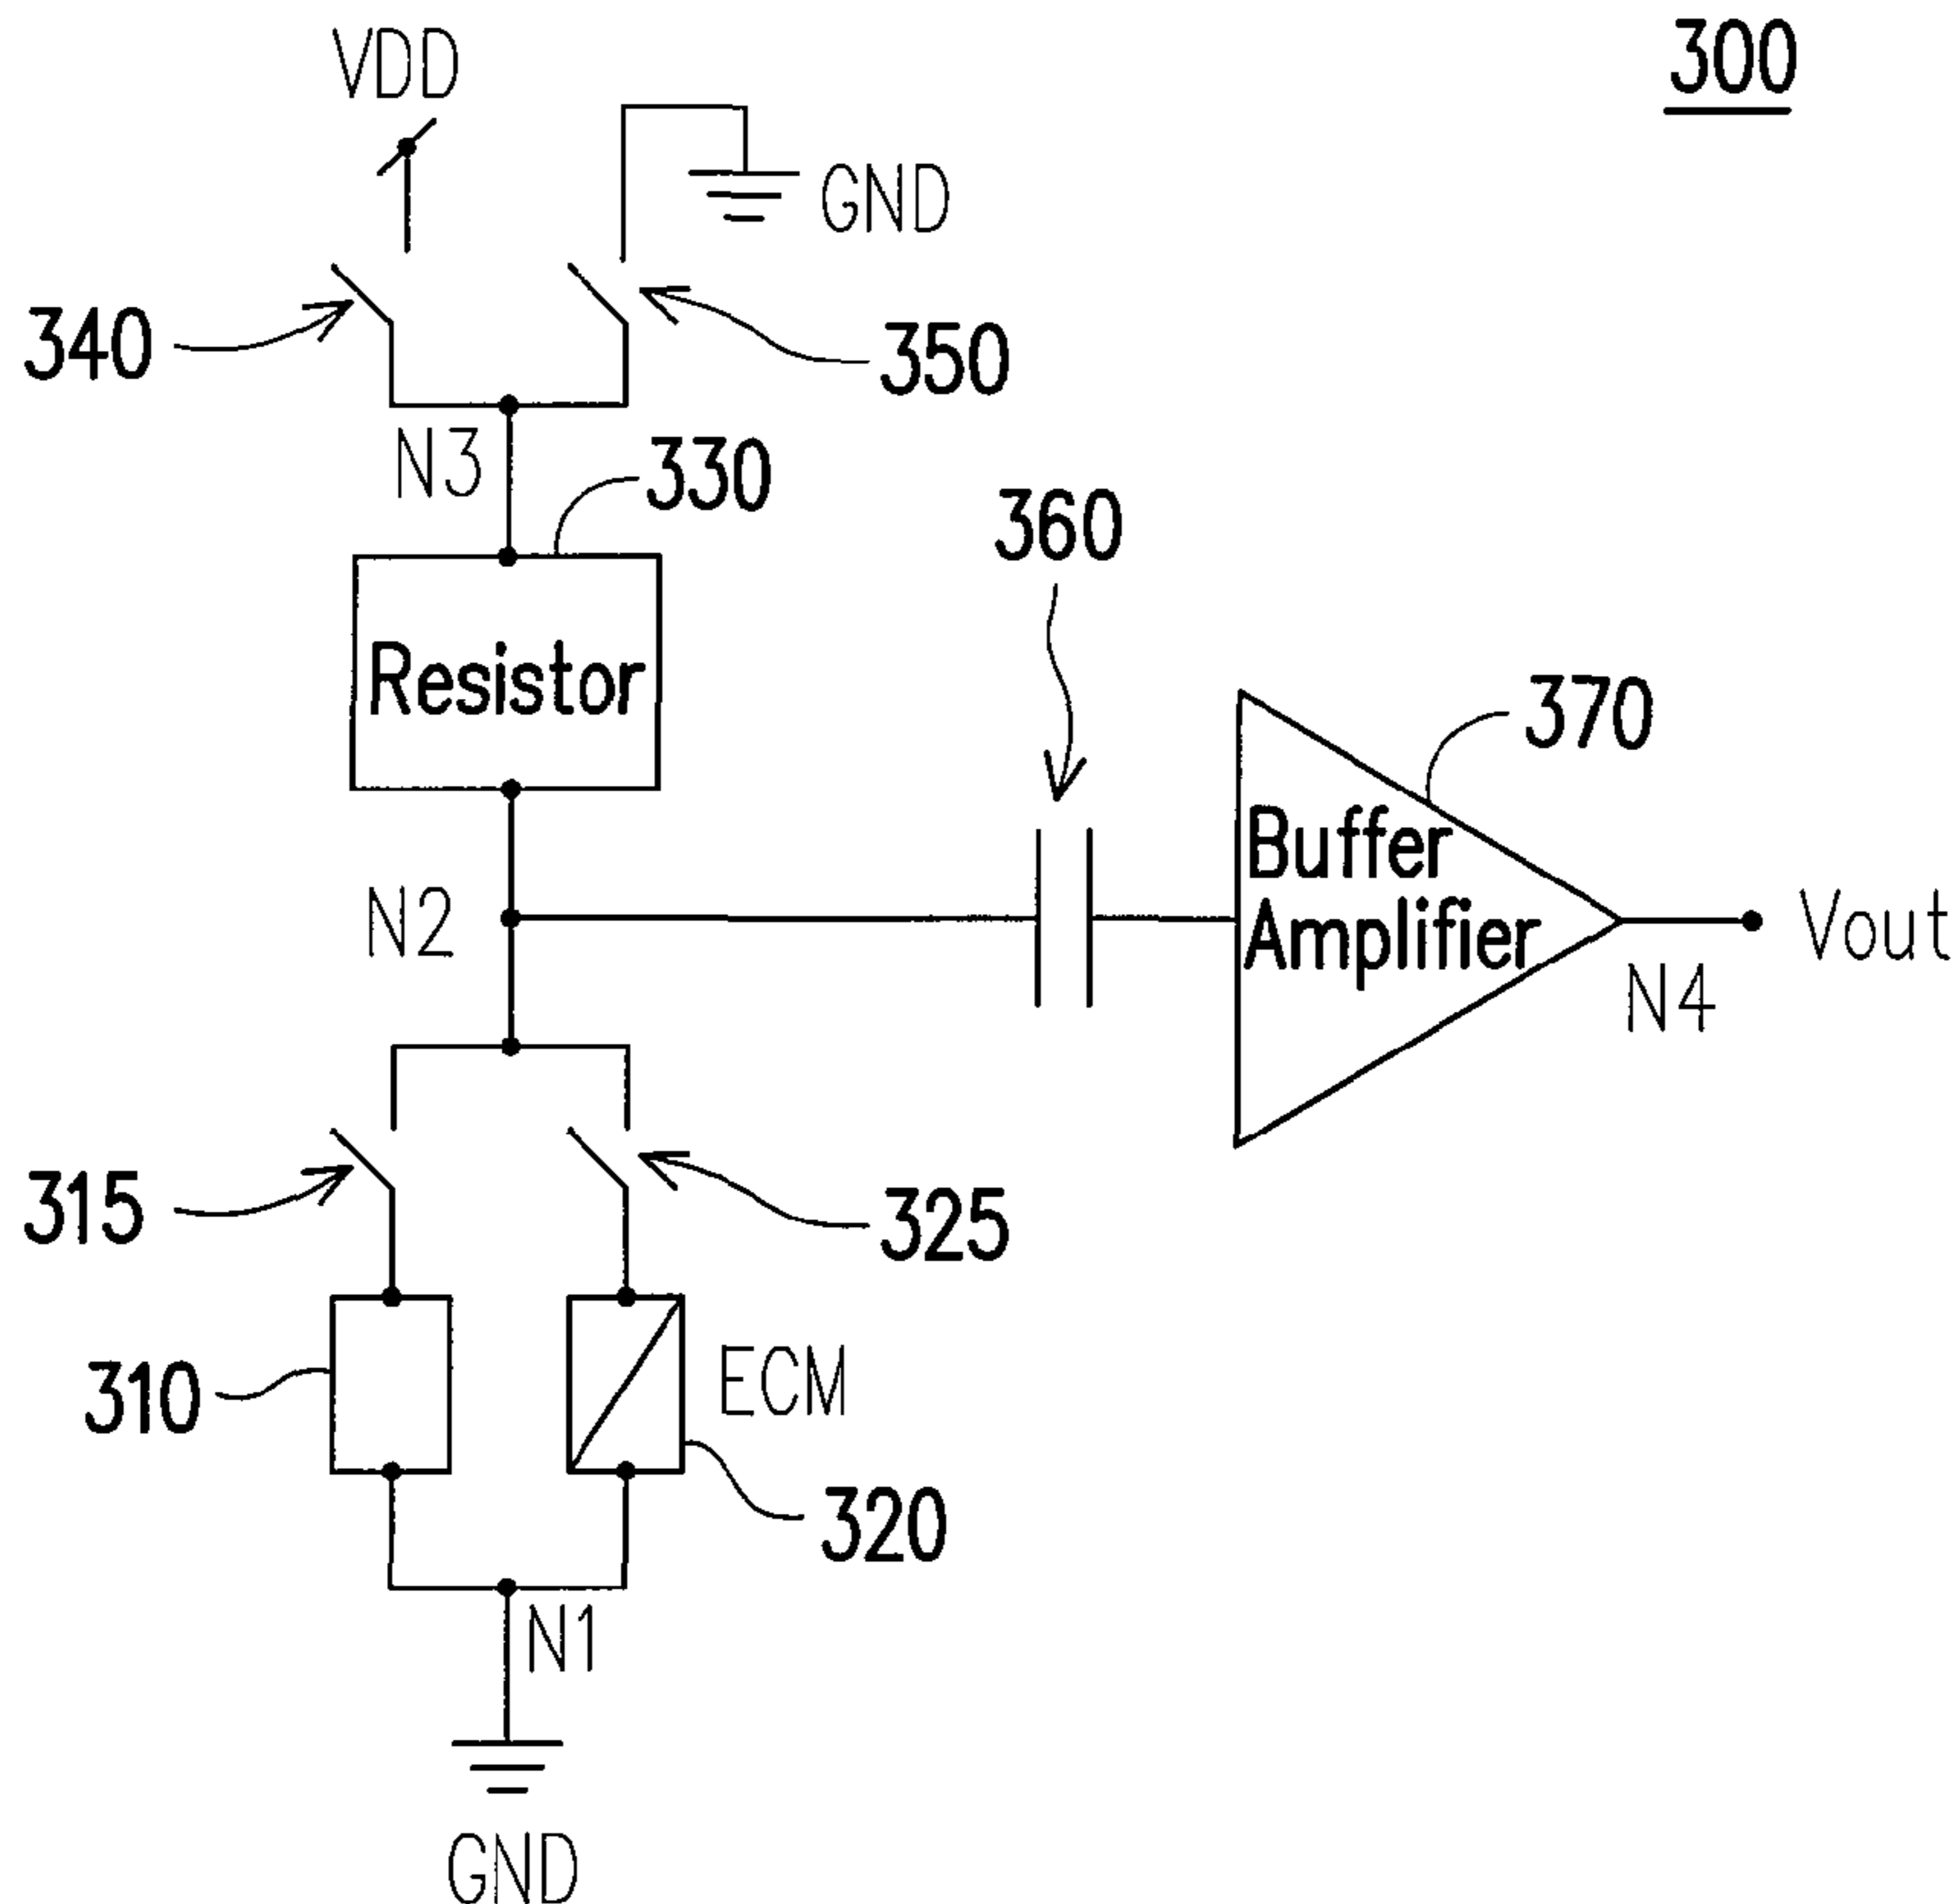 300
VDD
GND
340
350
N3
330
360
Resistor
370
Buffer
Amplifier
N2
Vout
N4
315
325
310
ECM
320
N1
GND